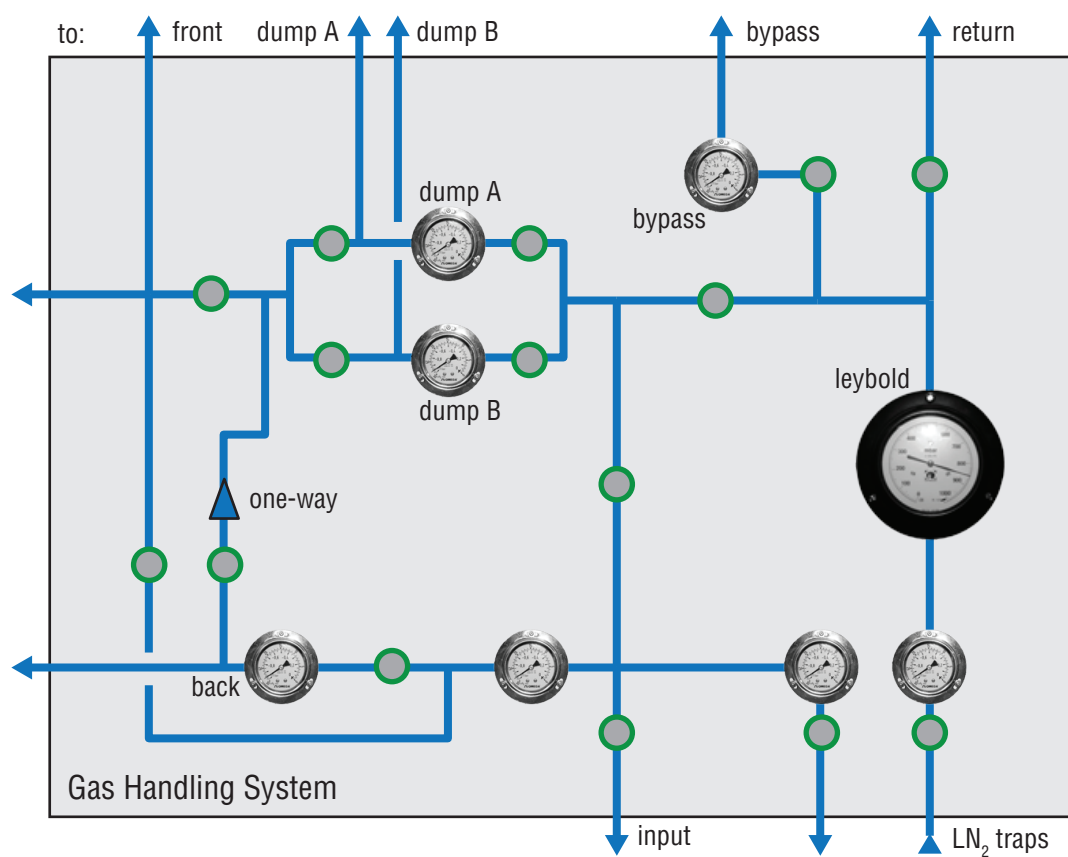 to:
front
dump A
dump B
bypass
return
dump A
bypass
dump B
leybold
one-way
back
Gas Handling System
input
LN₂ traps